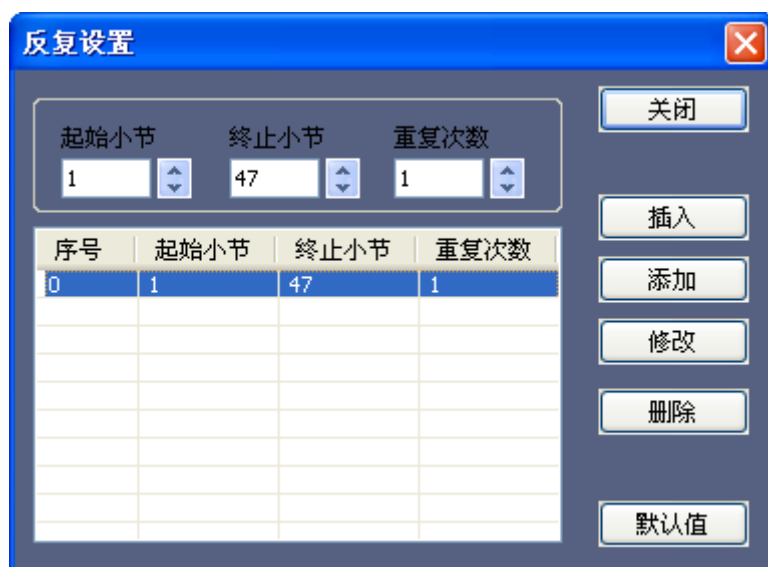 反复设置
关闭
起始小节 终止小节 重复次数
1 47 1
插入
序号 起始小节 终止小节 重复次数
0 1 47 1
添加
修改
删除
默认值